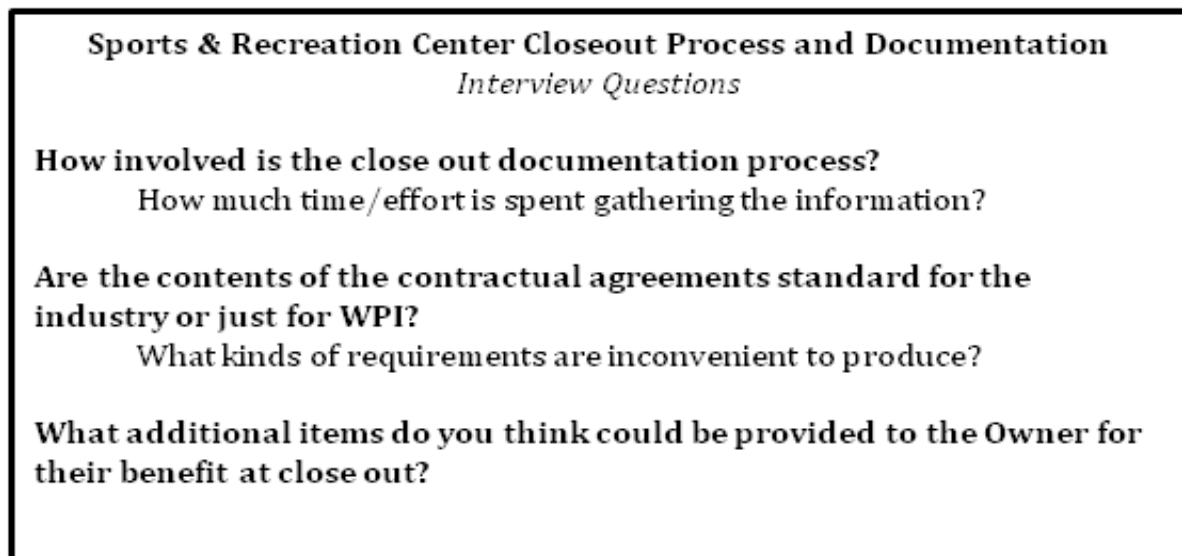 Sports & Recreation Center Closeout Process and Documentation
Interview Questions
How involved is the close out documentation process?
How much time/effort is spent gathering the information?
Are the contents of the contractual agreements standard for the
industry or just for WPI?
What kinds of requirements are inconvenient to produce?
What additional items do you think could be provided to the Owner for
their benefit at close out?